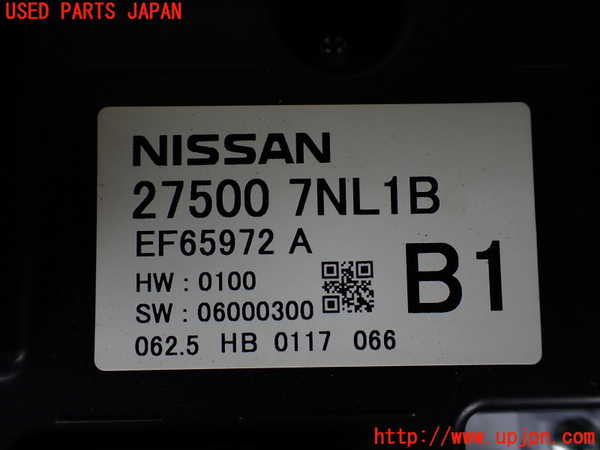 USED PARTS JAPAN
NISSAN
27500 7NL1B
EF65972 A
HW : 0100
SW : 06000300
B1
062.5 HB 0117 066
http://www.upjpn.com